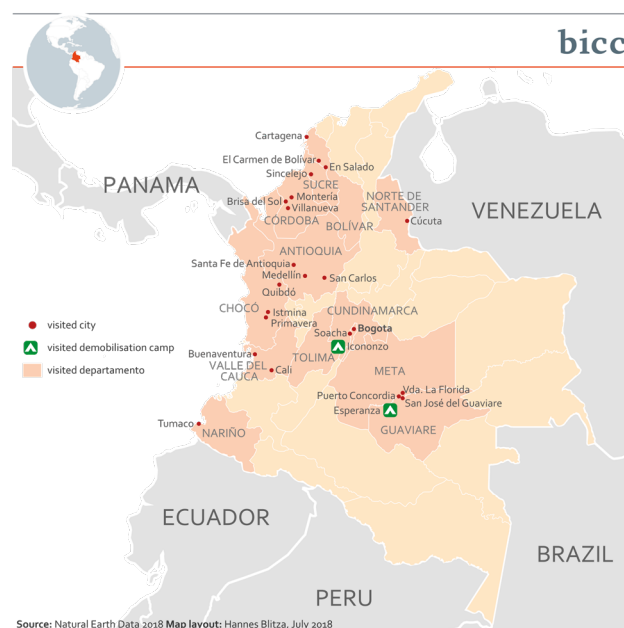 bicc
Cartagena
El Carmen de Bolívar
En Salado
Sincelejo
SUCRE
PANAMA
Montería
Brisa del Sol
Villanueva
NORTE DE
SANTANDER
VENEZUELA
CÓRDOBA
BOLÍVAR
Cúcuta
ANTIOQUIA
Santa Fe de Antioquia
Medellín
San Carlos
Quibdó
CHOCÓ
Istmina
Primavera
CUNDINAMARCA
visited city
Soacha
Bogota
visited demobilisation camp
Icononzo
Buenaventura
TOLIMA
visited departamento
VALLE DEL
CAUCA
Cali
META
Vda. La Florida
Puerto Concordia
San José del Guaviare
Esperanza
Tumaco
NARIÑO
GUAVIARE
ECUADOR
BRAZIL
PERU
Source: Natural Earth Data 2018 Map layout: Hannes Blitza, July 2018